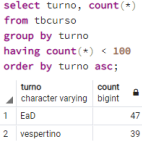 select turno, count(*)
from tbcurso
group by turno
having count(*) < 100
order by turno asc;
turno count
character varying bigint
1 EaD 47
2 vespertino 39